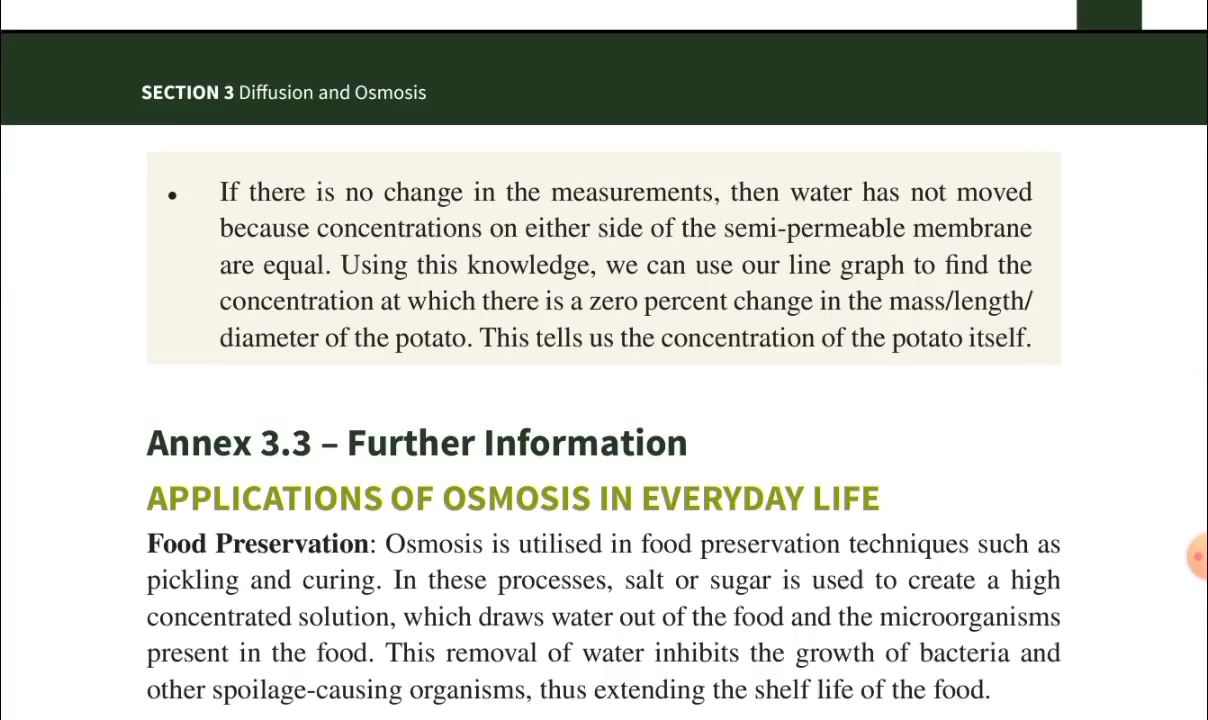 SECTION 3 Diffusion and Osmosis
• If there is no change in the measurements, then water has not moved
because concentrations on either side of the semi-permeable membrane
are equal. Using this knowledge, we can use our line graph to find the
concentration at which there is a zero percent change in the mass/length/
diameter of the potato. This tells us the concentration of the potato itself.
Annex 3.3 – Further Information
APPLICATIONS OF OSMOSIS IN EVERYDAY LIFE
Food Preservation: Osmosis is utilised in food preservation techniques such as
pickling and curing. In these processes, salt or sugar is used to create a high
concentrated solution, which draws water out of the food and the microorganisms
present in the food. This removal of water inhibits the growth of bacteria and
other spoilage-causing organisms, thus extending the shelf life of the food.